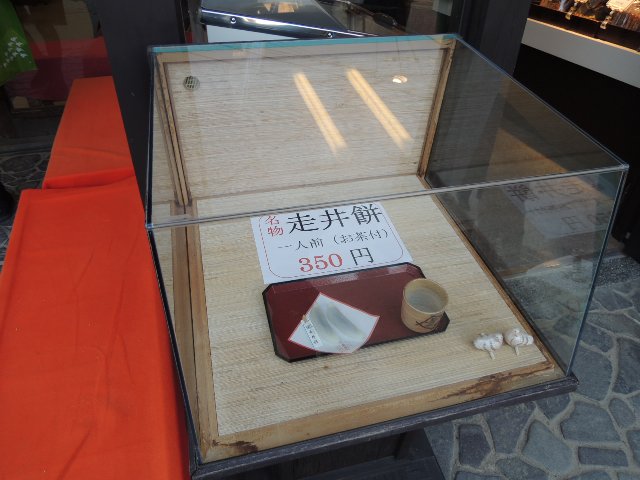 名物 走井餅
一人前（お茶付）
350円